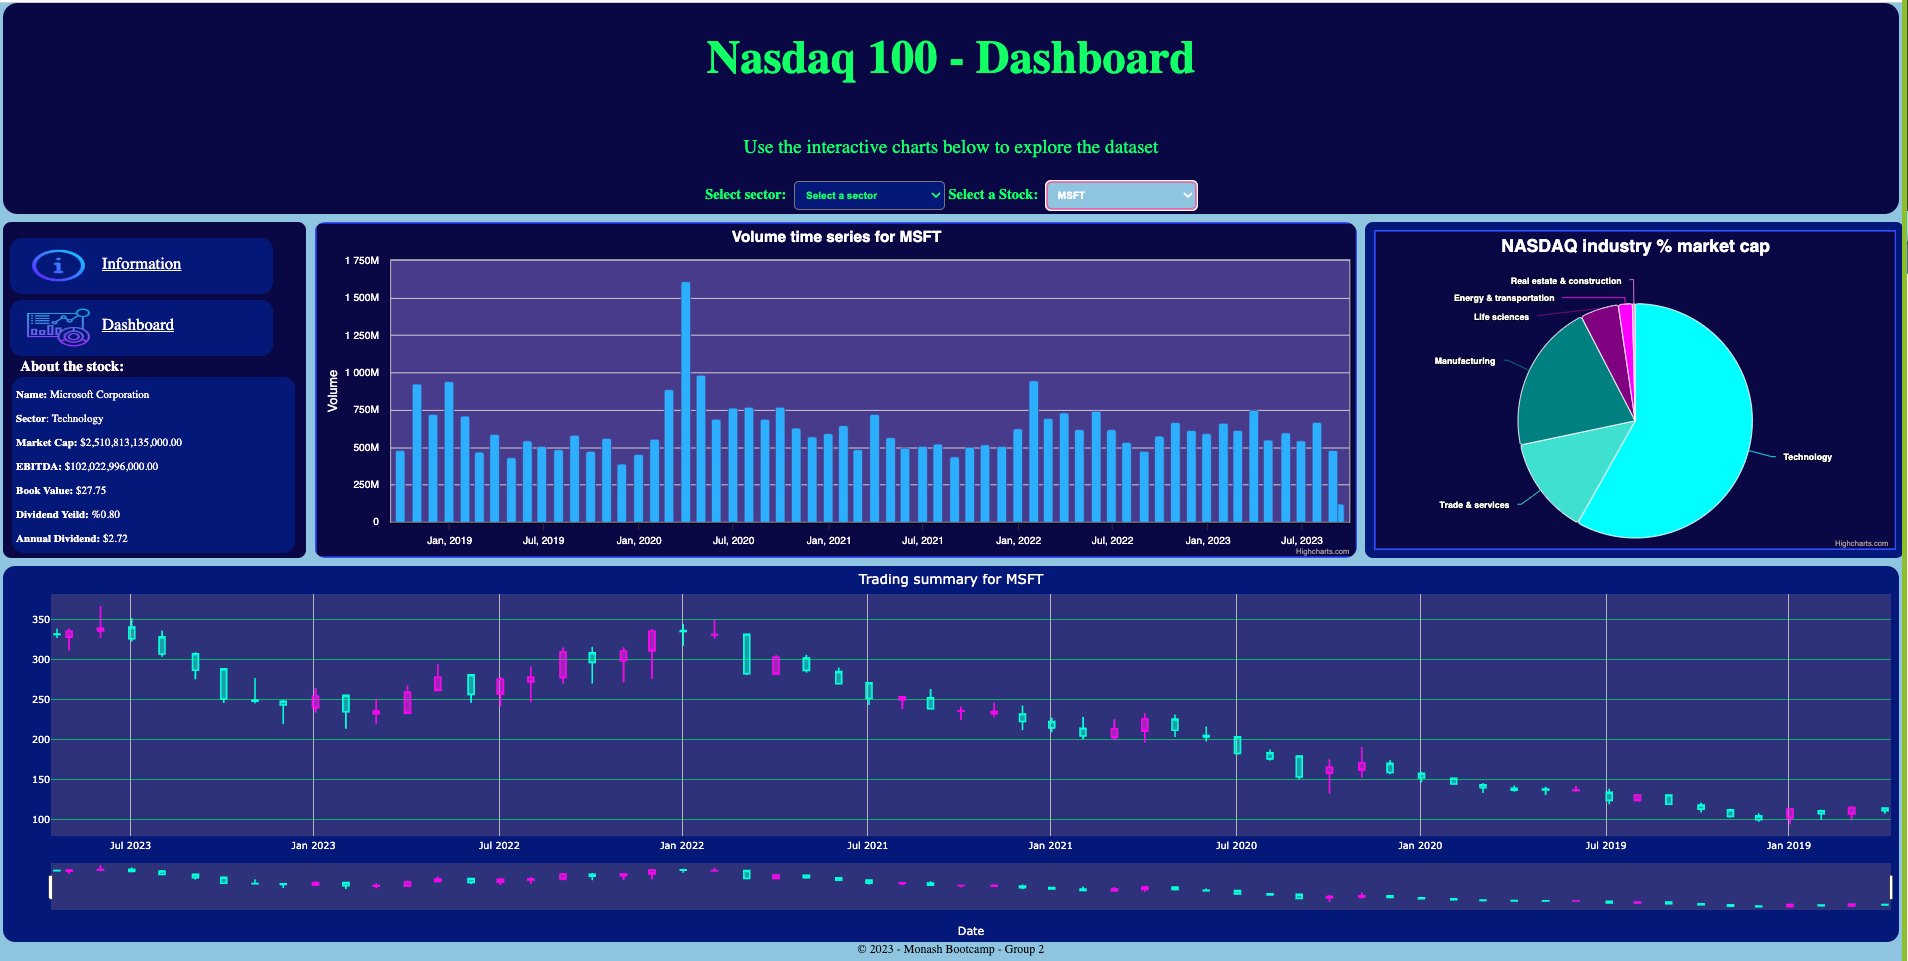 Nasdaq 100 - Dashboard
Use the interactive charts below to explore the dataset
Select sector: Select a sector Select a Stock: MSFT
Information
Dashboard
About the stock:
Name: Microsoft Corporation
Sector: Technology
Market Cap: $2,510,813,135,000.00
EBITDA: $102,022,996,000.00
Book Value: $27.75
Dividend Yeild: %0.80
Annual Dividend: $2.72
Volume time series for MSFT
Volume
1 750M
1 500M
1 250M
1 000M
750M
500M
250M
0
Jan, 2019 Jul, 2019 Jan, 2020 Jul, 2020 Jan, 2021 Jul, 2021 Jan, 2022 Jul, 2022 Jan, 2023 Jul, 2023
Highcharts.com
NASDAQ industry % market cap
Real estate & construction
Energy & transportation
Life sciences
Manufacturing
Technology
Trade & services
Highcharts.com
Trading summary for MSFT
350
300
250
200
150
100
Jul 2023 Jan 2023 Jul 2022 Jan 2022 Jul 2021 Jan 2021 Jul 2020 Jan 2020 Jul 2019 Jan 2019
Date
© 2023 - Monash Bootcamp - Group 2